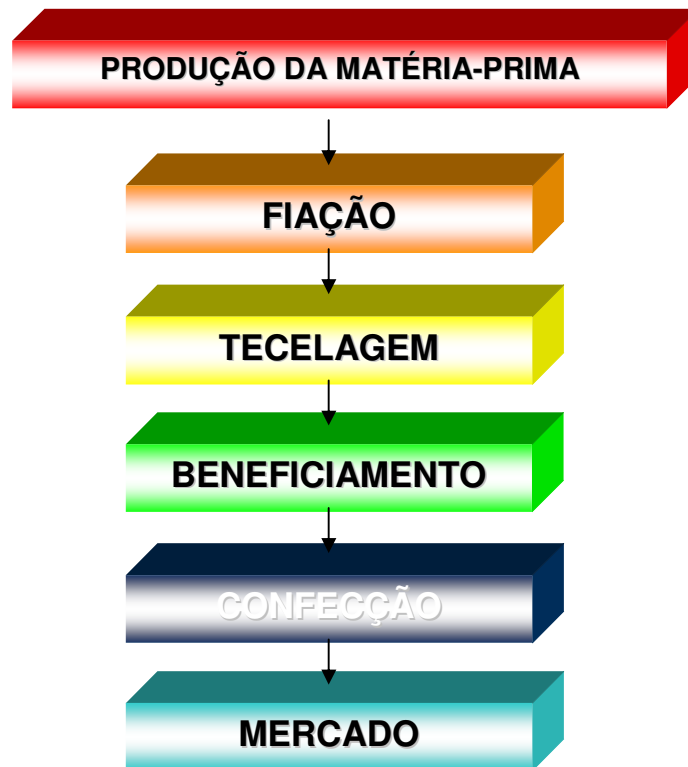 PRODUÇÃO DA MATÉRIA-PRIMA
FIAÇÃO
TECELAGEM
BENEFICIAMENTO
CONFECÇÃO
MERCADO